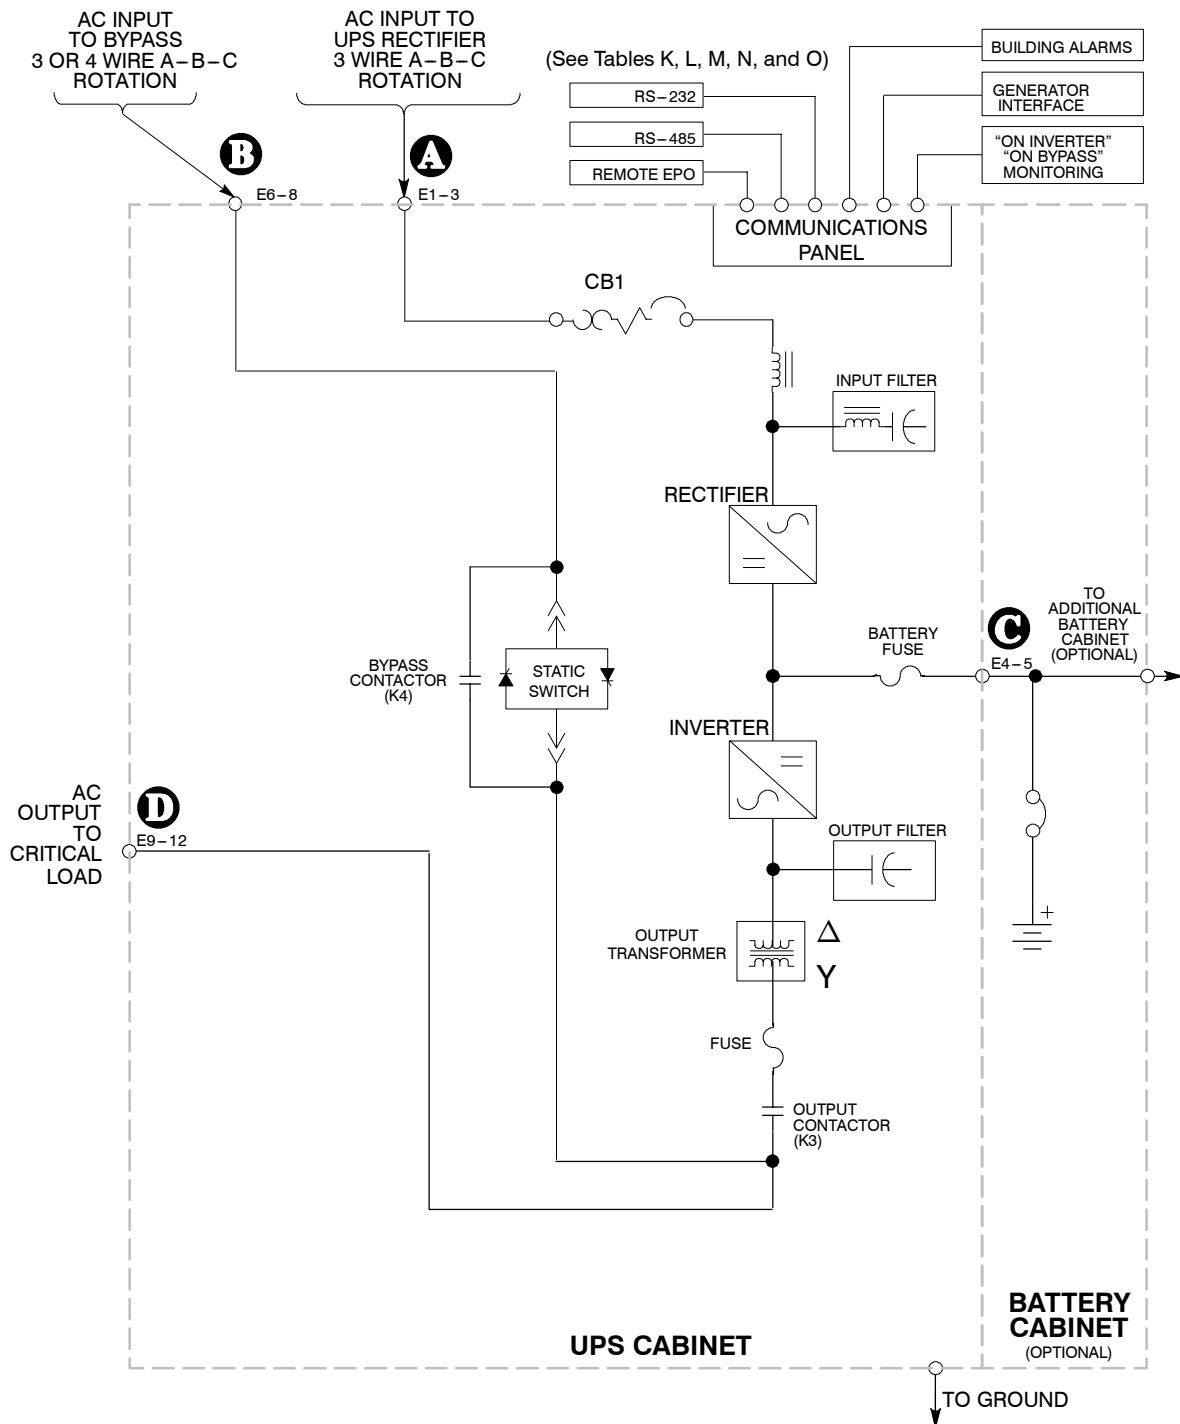 AC INPUT
TO BYPASS
3 OR 4 WIRE A−B−C
ROTATION
AC INPUT TO
UPS RECTIFIER
3 WIRE A−B−C
ROTATION
(See Tables K, L, M, N, and O)
RS−232
RS−485
REMOTE EPO
BUILDING ALARMS
GENERATOR
INTERFACE
“ON INVERTER”
“ON BYPASS”
MONITORING
B
E6−8
A
E1−3
COMMUNICATIONS
PANEL
CB1
INPUT FILTER
RECTIFIER
BATTERY
FUSE
C
E4−5
TO
ADDITIONAL
BATTERY
CABINET
(OPTIONAL)
BYPASS
CONTACTOR
(K4)
STATIC
SWITCH
INVERTER
AC
OUTPUT
TO
CRITICAL
LOAD
D
E9−12
OUTPUT FILTER
+
OUTPUT
TRANSFORMER
Δ
Y
FUSE
OUTPUT
CONTACTOR
(K3)
UPS CABINET
BATTERY
CABINET
(OPTIONAL)
TO GROUND